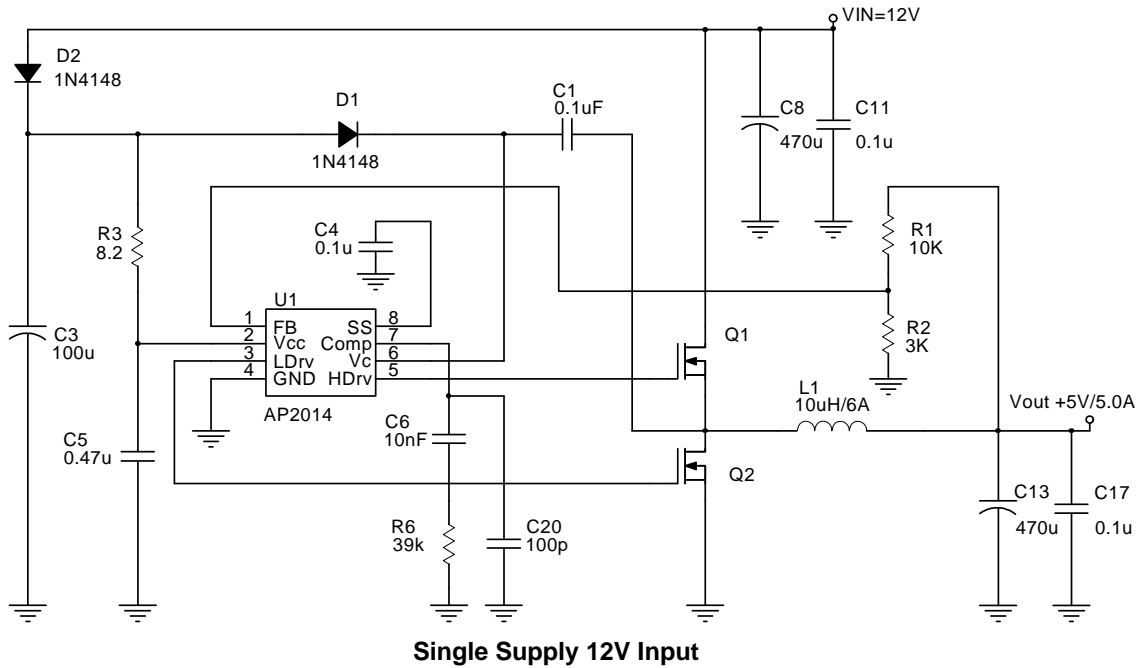 VIN=12V
D2
1N4148
D1
1N4148
C1
0.1uF
C8
470u
C11
0.1u
R3
8.2
C4
0.1u
R1
10K
U1
1 FB SS 8
2 Vcc Comp 7
3 LDrv Vc 6
4 GND HDrv 5
AP2014
C3
100u
R2
3K
Q1
L1
10uH/6A
Vout +5V/5.0A
C5
0.47u
C6
10nF
Q2
R6
39k
C20
100p
C13
470u
C17
0.1u
Single Supply 12V Input